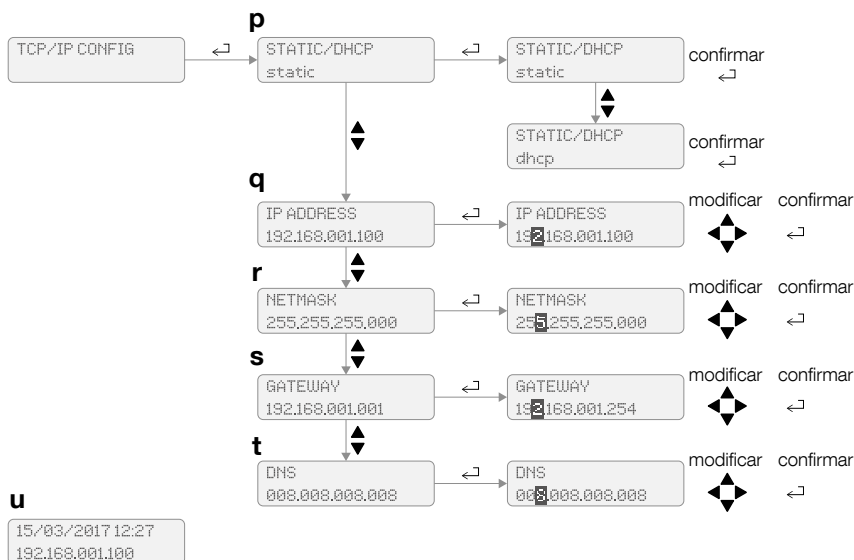 p
TCP/IP CONFIG
STATIC/DHCP
static
STATIC/DHCP
static
confirmar
STATIC/DHCP
dhcp
confirmar
q
IP ADDRESS
192.168.001.100
IP ADDRESS
192.168.001.100
modificar confirmar
r
NETMASK
255.255.255.000
NETMASK
255.255.255.000
modificar confirmar
s
GATEWAY
192.168.001.001
GATEWAY
192.168.001.254
modificar confirmar
t
DNS
008.008.008.008
DNS
008.008.008.008
modificar confirmar
u
15/03/2017 12:27
192.168.001.100